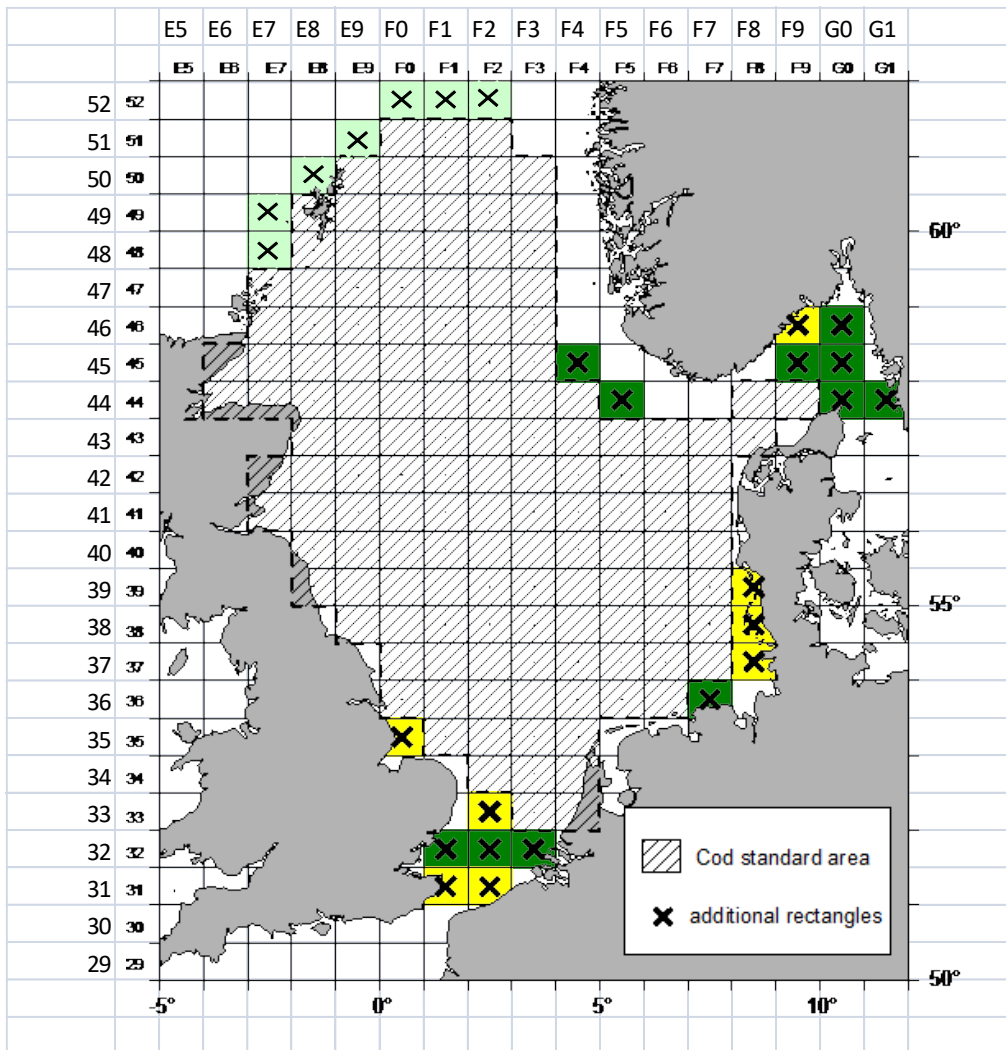 E5 E6 E7 E8 E9 F0 F1 F2 F3 F4 F5 F6 F7 F8 F9 G0 G1
E5 E6 E7 E8 E9 F0 F1 F2 F3 F4 F5 F6 F7 F8 F9 G0 G1
52 52
51 51
50 50
49 49 60°
48 48
47 47
46 46
45 45
44 44
43 43
42 42
41 41
40 40
39 39 55°
38 38
37 37
36 36
35 35
34 34
33 33
32 32 Cod standard area
31 31 additional rectangles
30 30
29 29 50°
-5° 0° 5° 10°